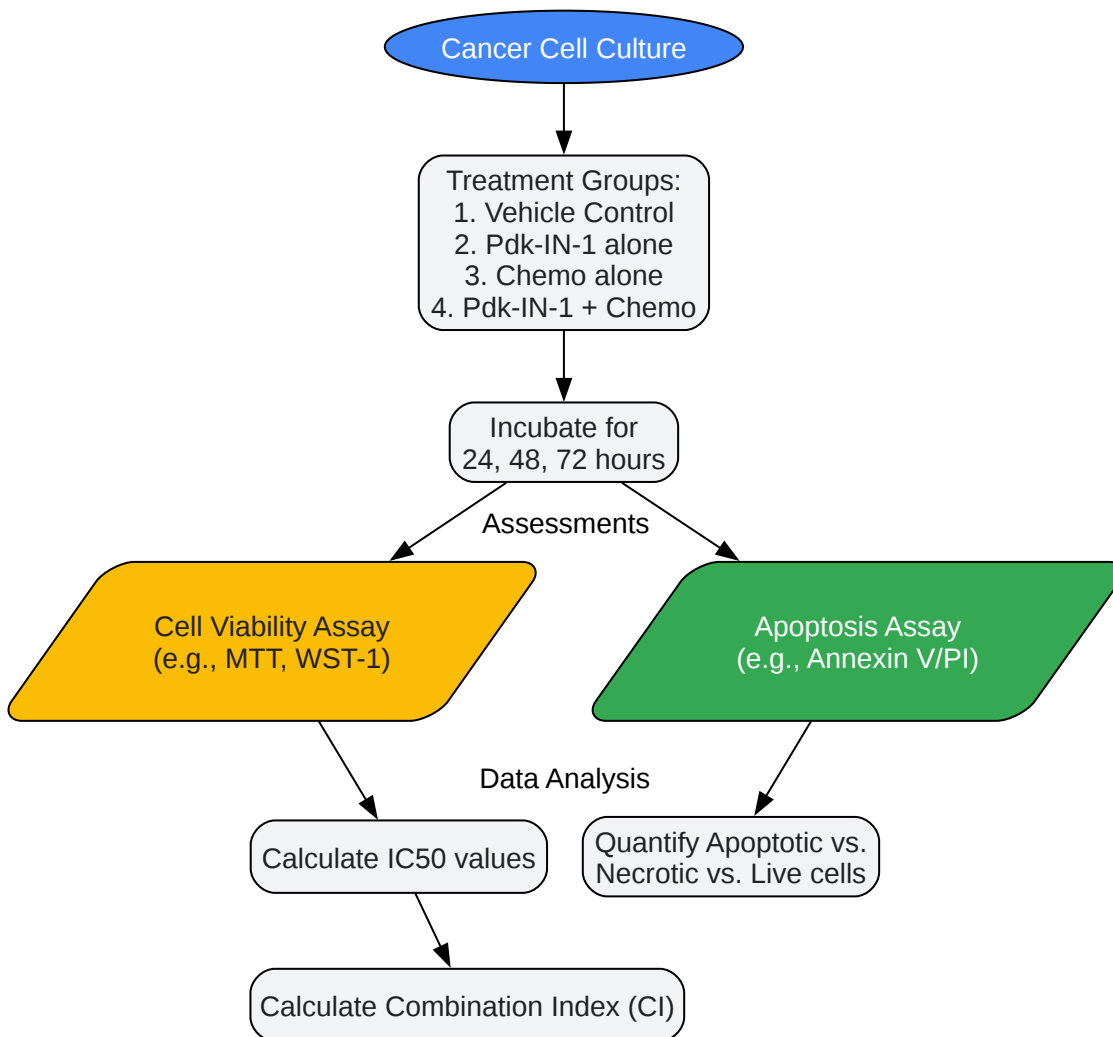 Cancer Cell Culture
Treatment Groups:
1. Vehicle Control
2. Pdk-IN-1 alone
3. Chemo alone
4. Pdk-IN-1 + Chemo
Incubate for
24, 48, 72 hours
Assessments
Cell Viability Assay
(e.g., MTT, WST-1)
Apoptosis Assay
(e.g., Annexin V/PI)
Data Analysis
Calculate IC50 values
Quantify Apoptotic vs.
Necrotic vs. Live cells
Calculate Combination Index (CI)